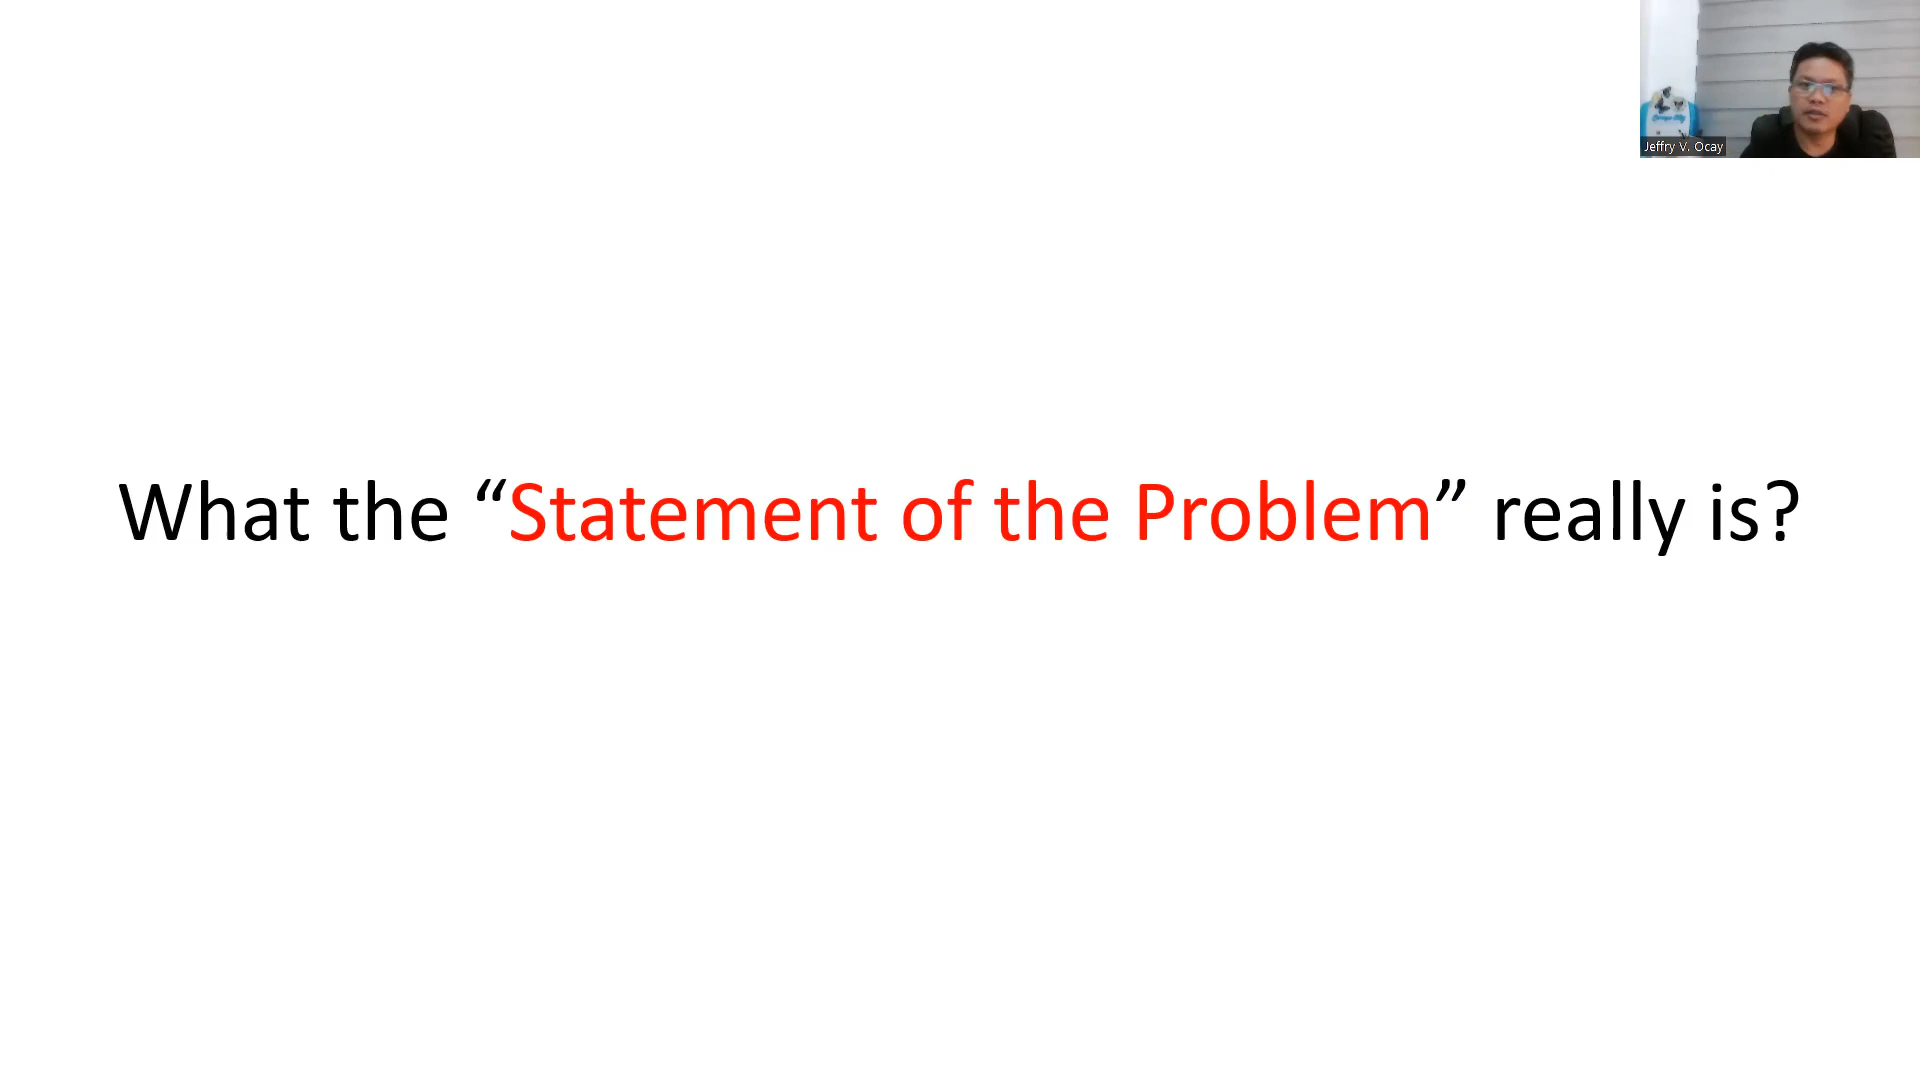 What the “Statement of the Problem” really is?
Jeffry V. Ocay